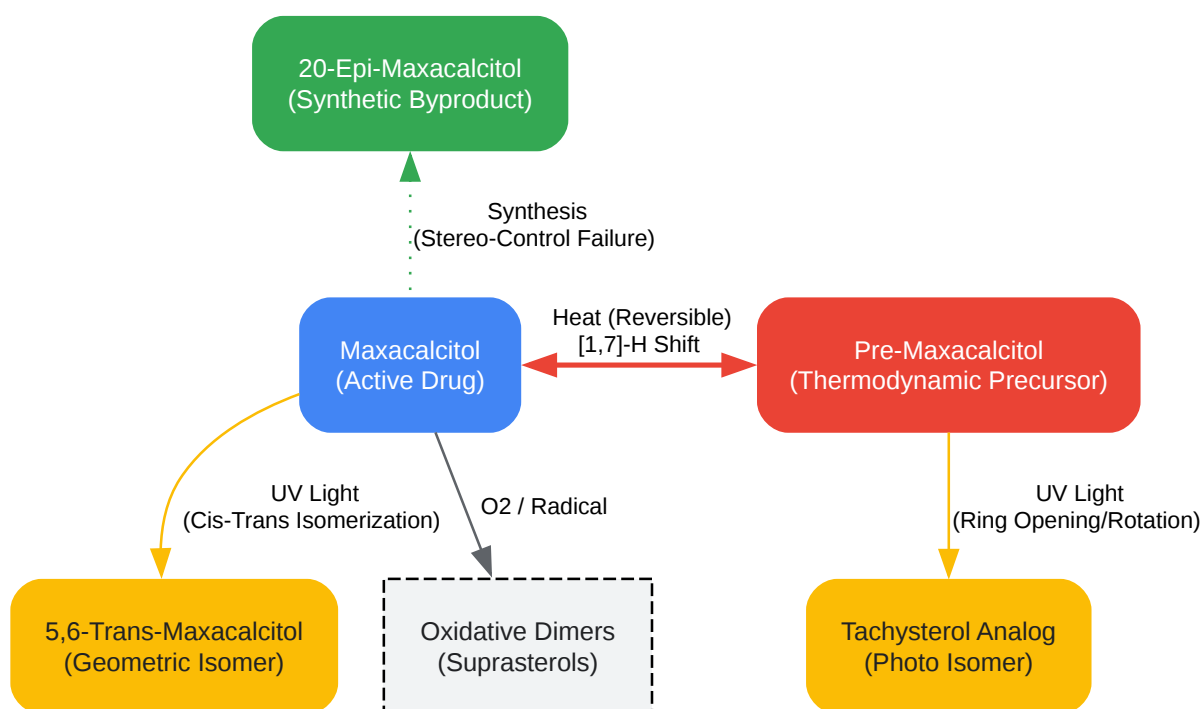 20-Epi-Maxacalcitol
(Synthetic Byproduct)
Synthesis
(Stereo-Control Failure)
Maxacalcitol
(Active Drug)
Heat (Reversible)
[1,7]-H Shift
Pre-Maxacalcitol
(Thermodynamic Precursor)
UV Light
(Cis-Trans Isomerization)
O2 / Radical
UV Light
(Ring Opening/Rotation)
5,6-Trans-Maxacalcitol
(Geometric Isomer)
Oxidative Dimers
(Suprasterols)
Tachysterol Analog
(Photo Isomer)